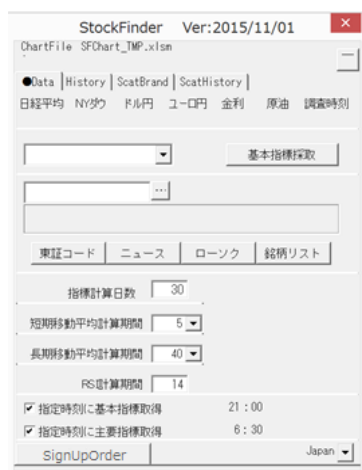 StockFinder Ver:2015/11/01 ×
ChartFile SFChart_TMP.xlsm
●Data History ScatBrand ScatHistory
日経平均 NYダウ ドル円 ユーロ円 金利 原油 調査時刻
基本指標採取
...
東証コード ニュース ローソク 銘柄リスト
指標計算日数 30
短期移動平均計算期間 5
長期移動平均計算期間 40
RSI計算期間 14
指定時刻に基本指標取得 21：00
指定時刻に主要指標取得 6：30
SignUpOrder Japan